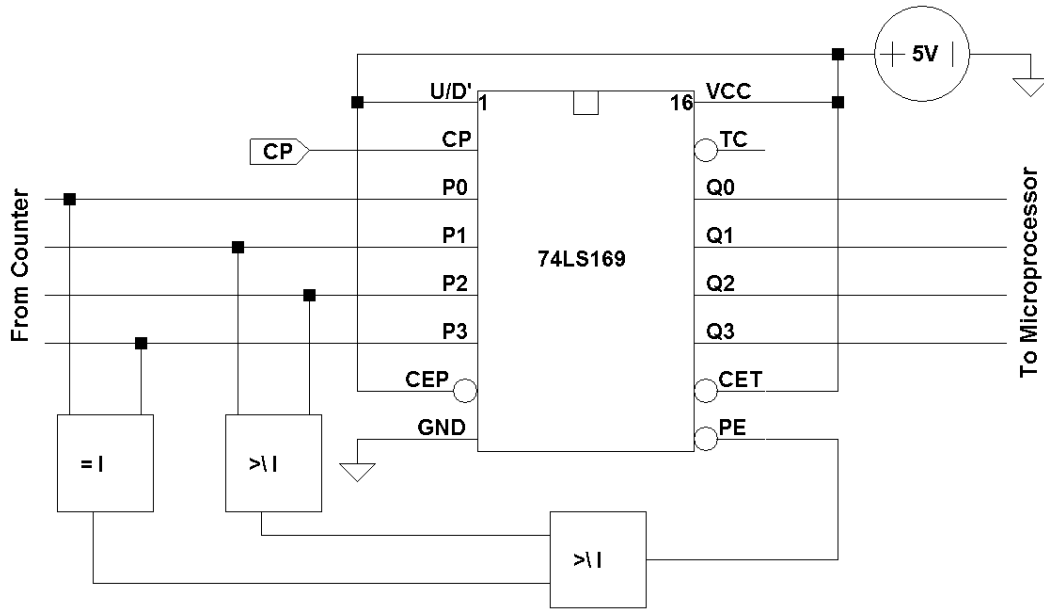 5V
U/D' 1 16 VCC
CP CP TC
P0 Q0
P1 Q1
74LS169
P2 Q2
P3 Q3
CEP CET
GND PE
From Counter
To Microprocessor
= I
>\ I
>\ I